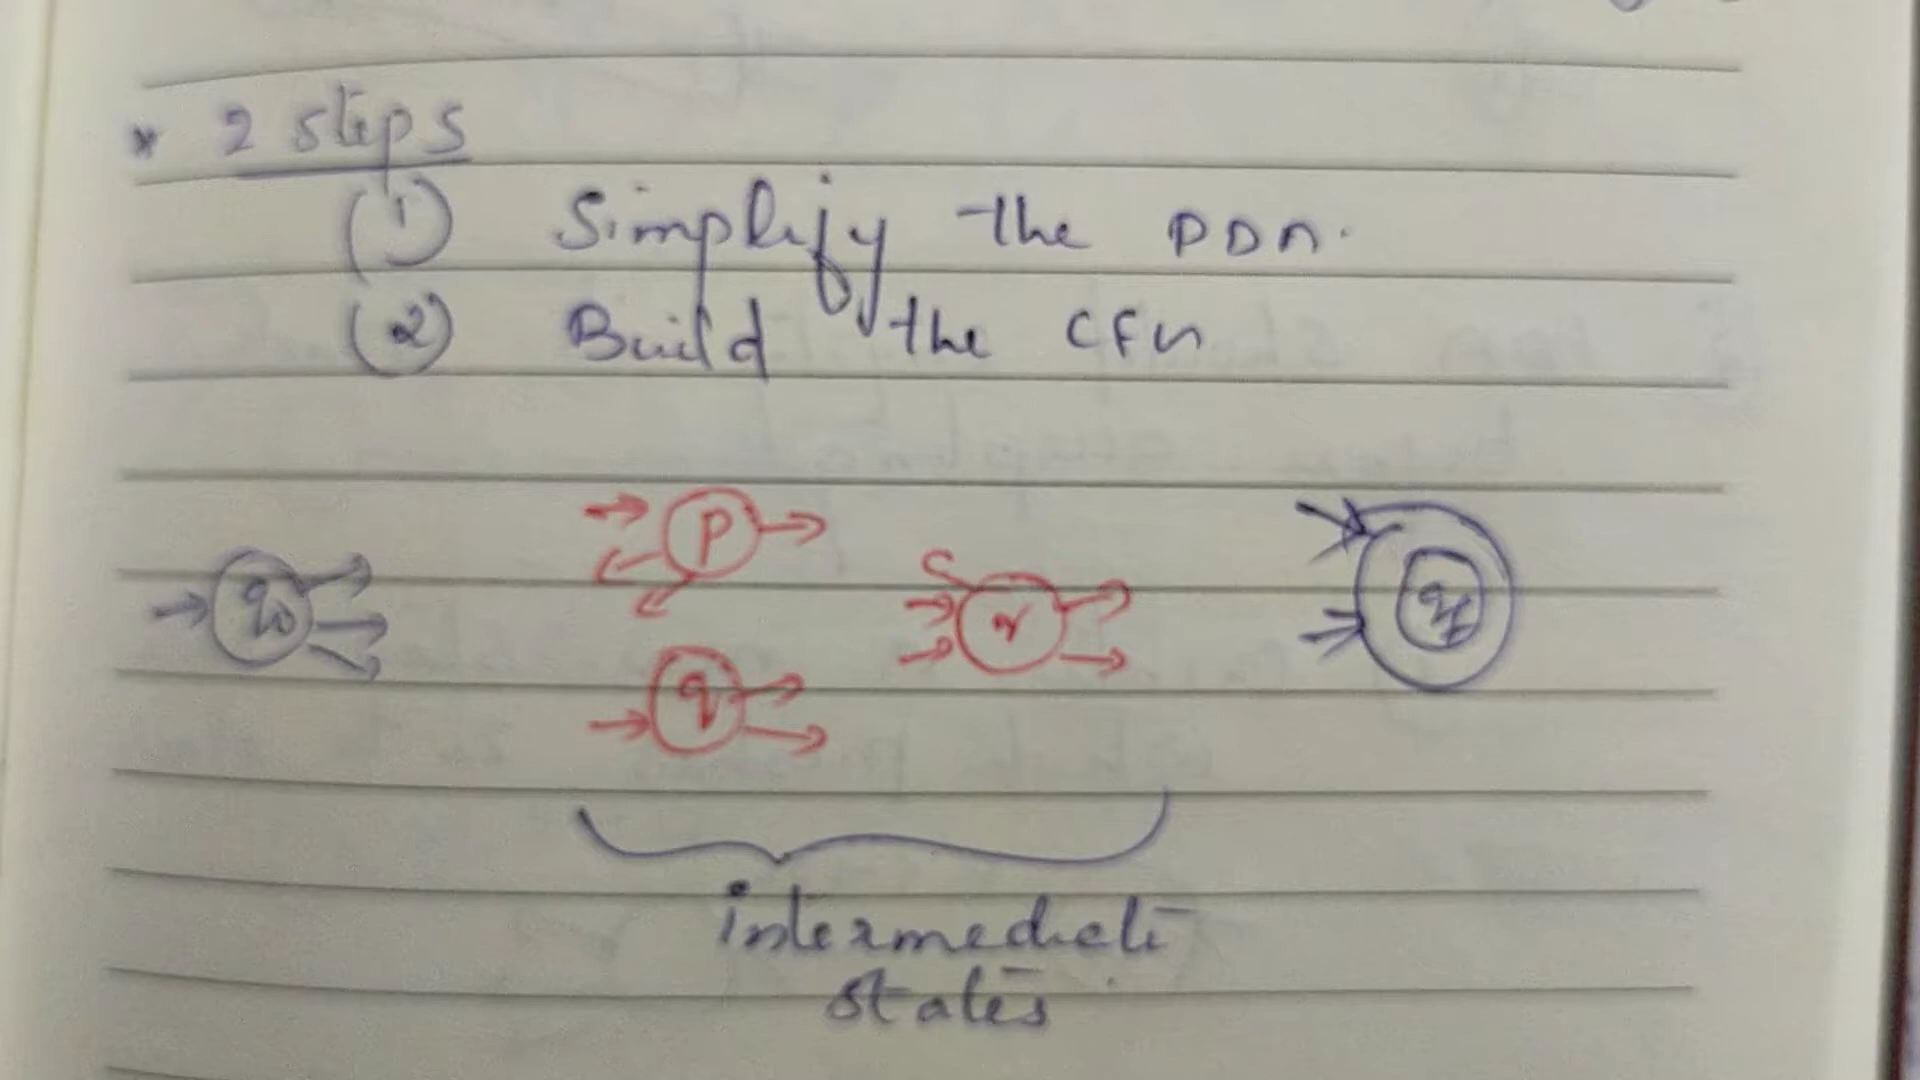 * 2 steps
(1) Simplify the PDA.
(2) Build the CFG
q0 p r qf
q
intermediate
states